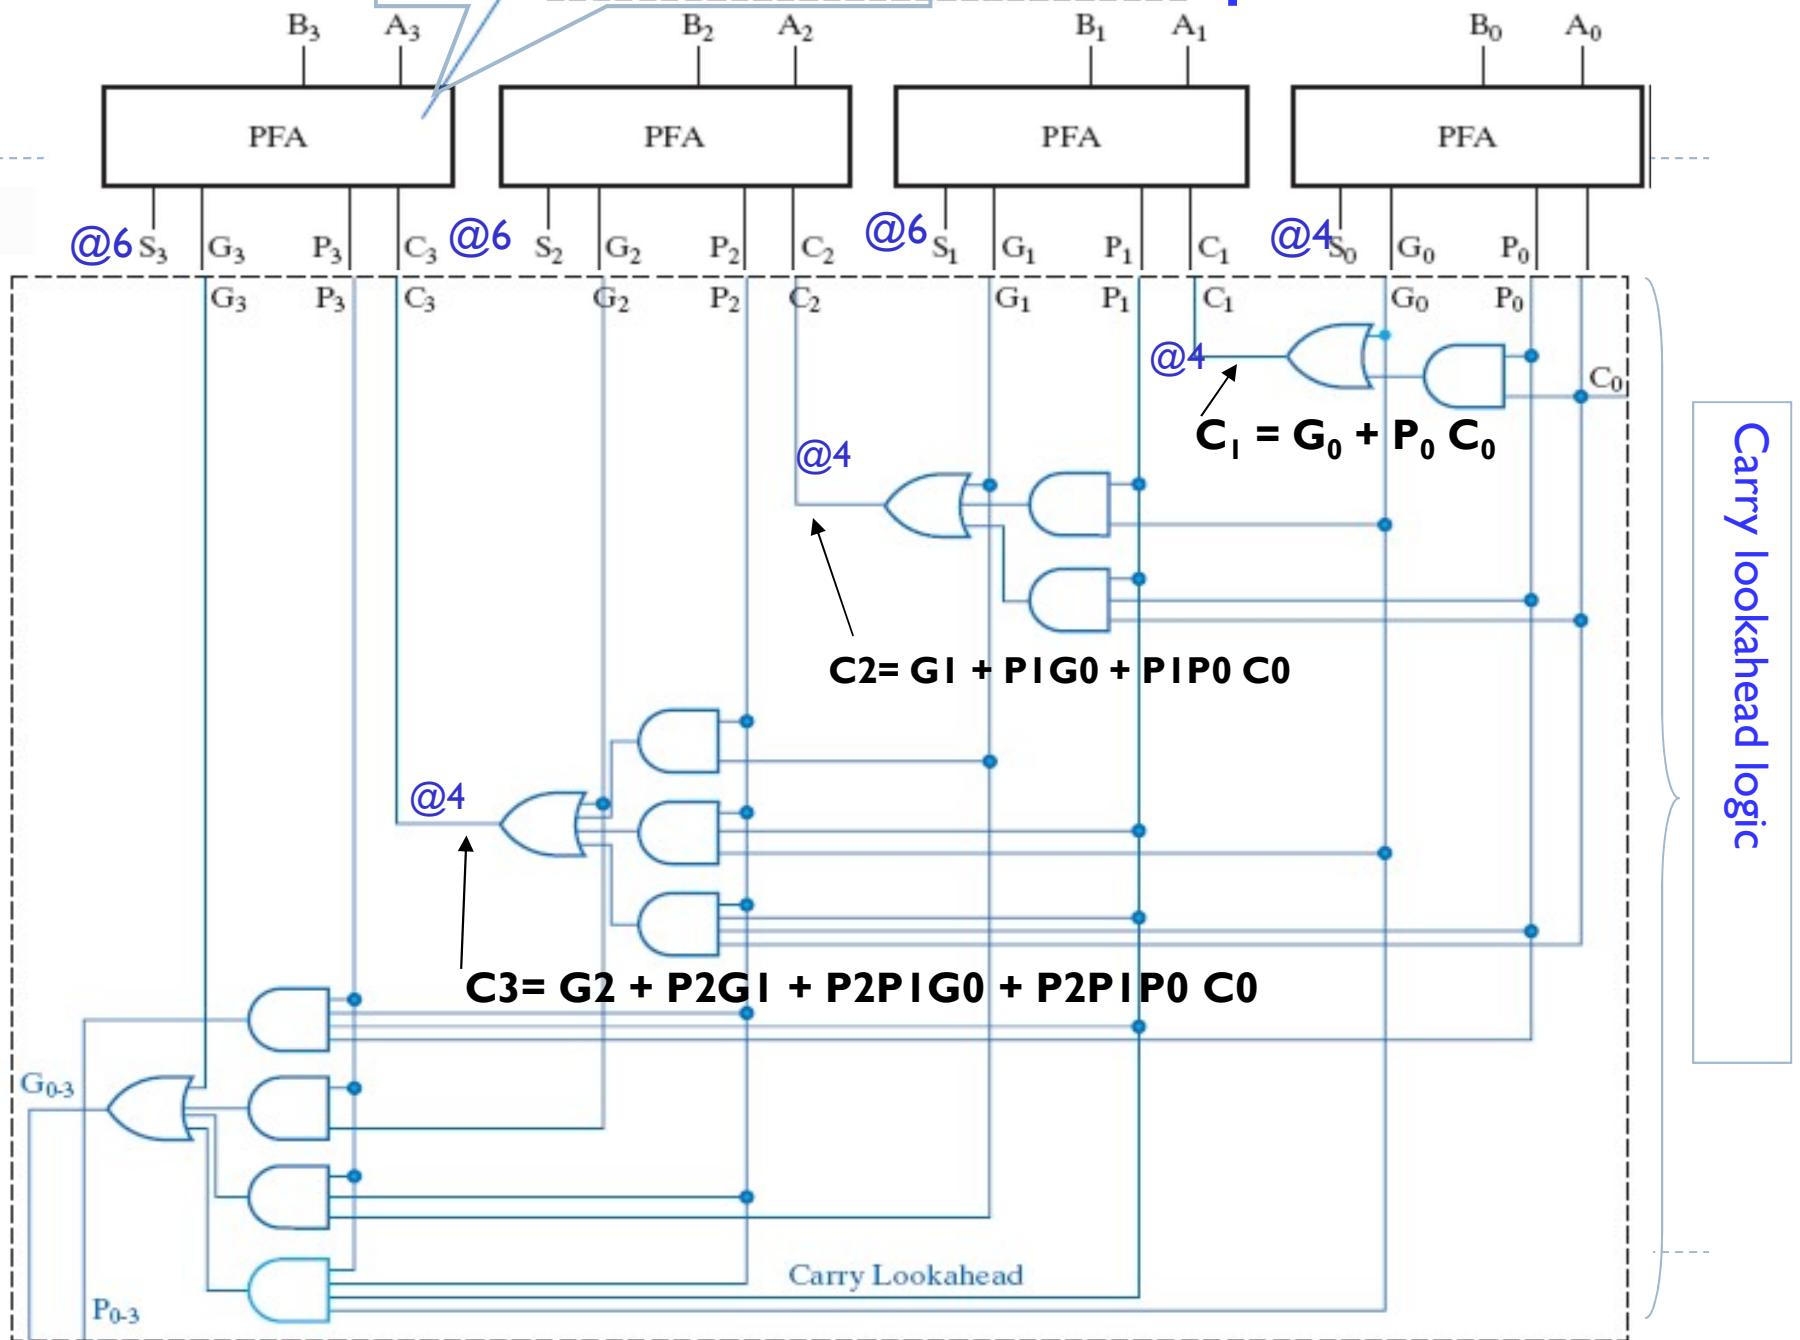 B₃ A₃ B₂ A₂ B₁ A₁ B₀ A₀
PFA PFA PFA PFA
@6 S₃ G₃ P₃ C₃ @6 S₂ G₂ P₂ C₂ @6 S₁ G₁ P₁ C₁ @4 S₀ G₀ P₀
G₃ P₃ C₃ G₂ P₂ C₂ G₁ P₁ C₁ G₀ P₀
@4
C₀
C₁ = G₀ + P₀ C₀
@4
C2= G1 + P1G0 + P1P0 C0
@4
C3= G2 + P2G1 + P2P1G0 + P2P1P0 C0
G₀₋₃
Carry Lookahead
P₀₋₃
Carry lookahead logic